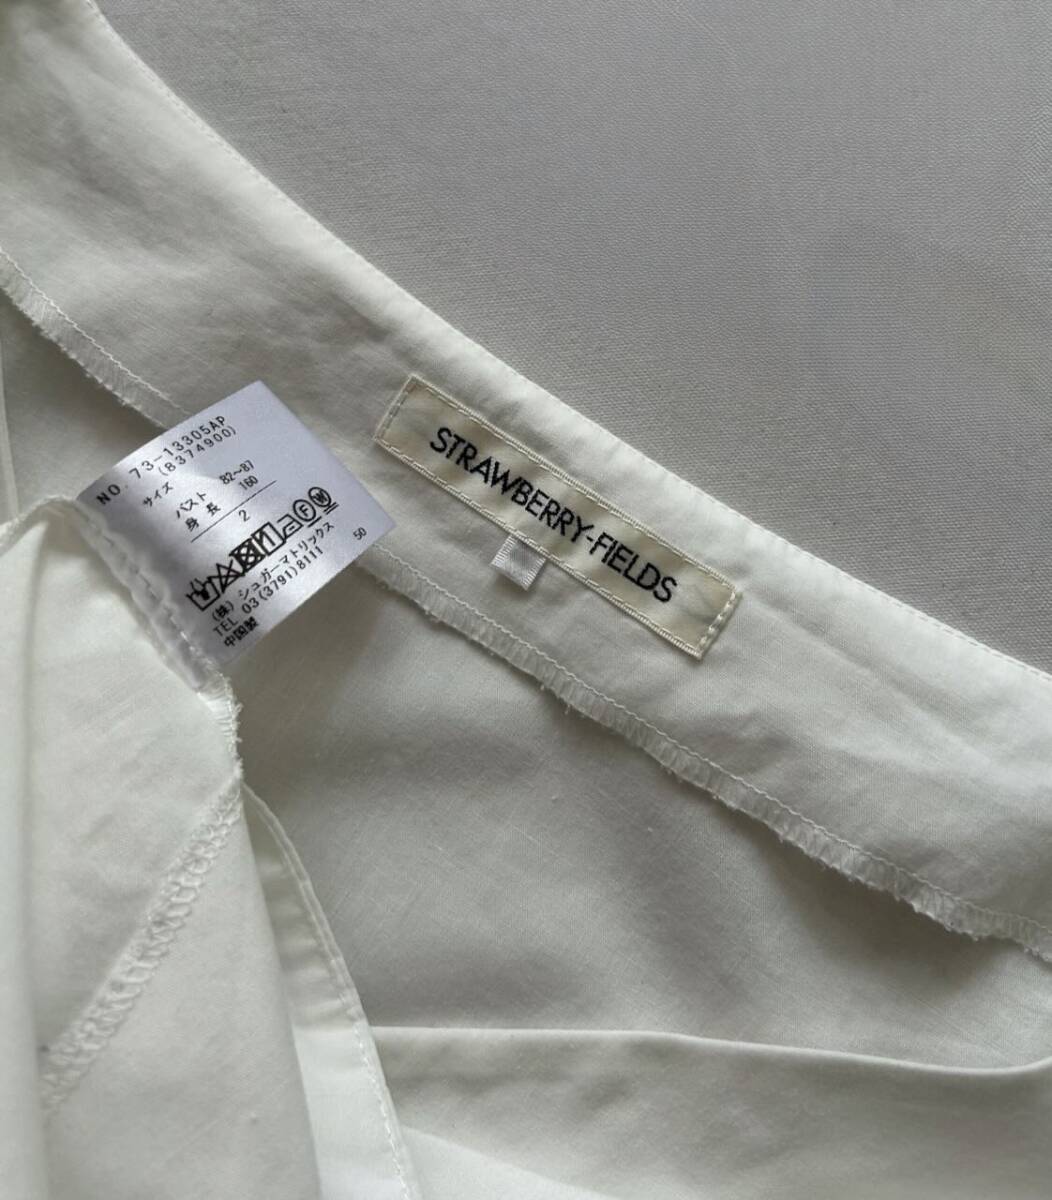 NO. 73-13305AP
(8374900)
サイズ
バスト 82〜87
身長 160
2
F W
50
(株) シュガーマトリックス
TEL 03(3791)8111
中国製
STRAWBERRY-FIELDS